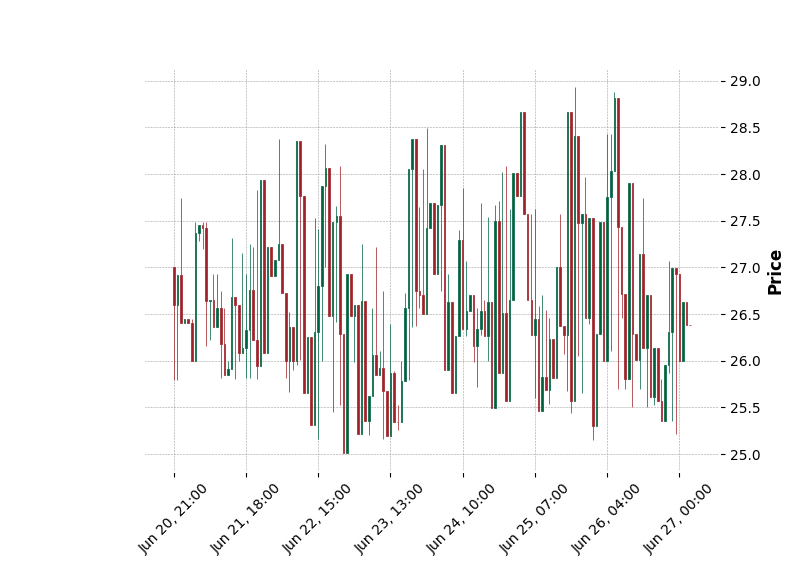 29.0
28.5
28.0
27.5
27.0
26.5
26.0
25.5
25.0
Price
Jun 20, 21:00
Jun 21, 18:00
Jun 22, 15:00
Jun 23, 13:00
Jun 24, 10:00
Jun 25, 07:00
Jun 26, 04:00
Jun 27, 00:00